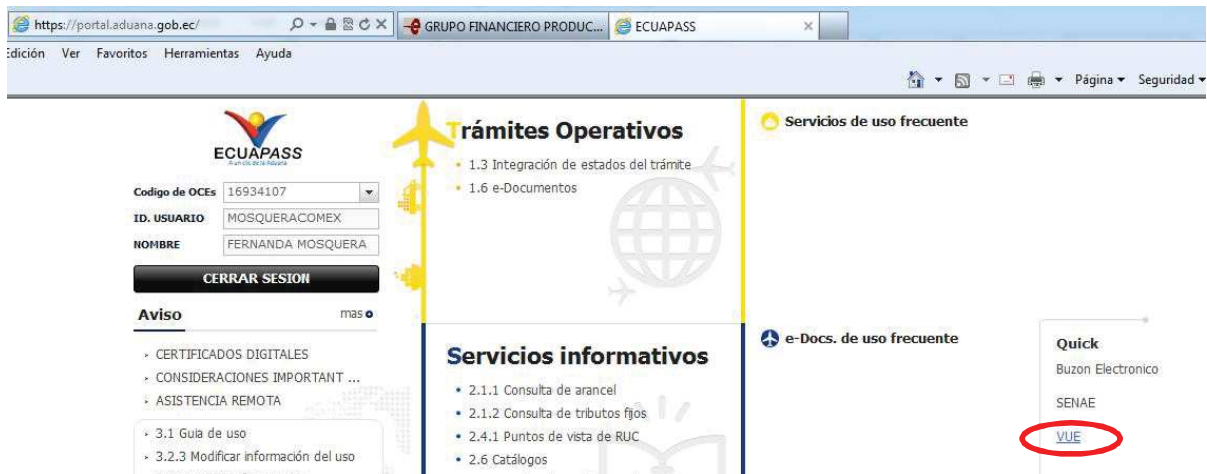 https://portal.aduana.gob.ec/
GRUPO FINANCIERO PRODUC...
ECUAPASS
Edición Ver Favoritos Herramientas Ayuda
Página Seguridad
ECUAPASS
Codigo de OCEs 16934107
ID. USUARIO MOSQUERACOMEX
NOMBRE FERNANDA MOSQUERA
CERRAR SESION
Aviso mas
CERTIFICADOS DIGITALES
CONSIDERACIONES IMPORTANT ...
ASISTENCIA REMOTA
3.1 Guia de uso
3.2.3 Modificar información del uso
Trámites Operativos
1.3 Integración de estados del trámite
1.6 e-Documentos
Servicios informativos
2.1.1 Consulta de arancel
2.1.2 Consulta de tributos fijos
2.4.1 Puntos de vista de RUC
2.6 Catálogos
Servicios de uso frecuente
e-Docs. de uso frecuente
Quick
Buzon Electronico
SENAE
VUE